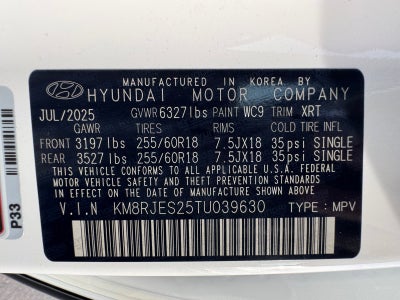 MANUFACTURED IN KOREA BY
HYUNDAI MOTOR COMPANY
JUL/2025 GVWR 6327lbs PAINT WC9 TRIM XRT
GAWR TIRES RIMS COLD TIRE INFL
FRONT 3197lbs 255/60R18 7.5JX18 35psi SINGLE
REAR 3527lbs 255/60R18 7.5JX18 35psi SINGLE
THIS VEHICLE CONFORMS TO ALL APPLICABLE U.S.A. FEDERAL
MOTOR VEHICLE SAFETY AND THEFT PREVENTION STANDARDS
IN EFFECT ON THE DATE OF MANUFACTURE SHOWN ABOVE.
V.I.N KM8RJES25TU039630 TYPE: MPV
P33